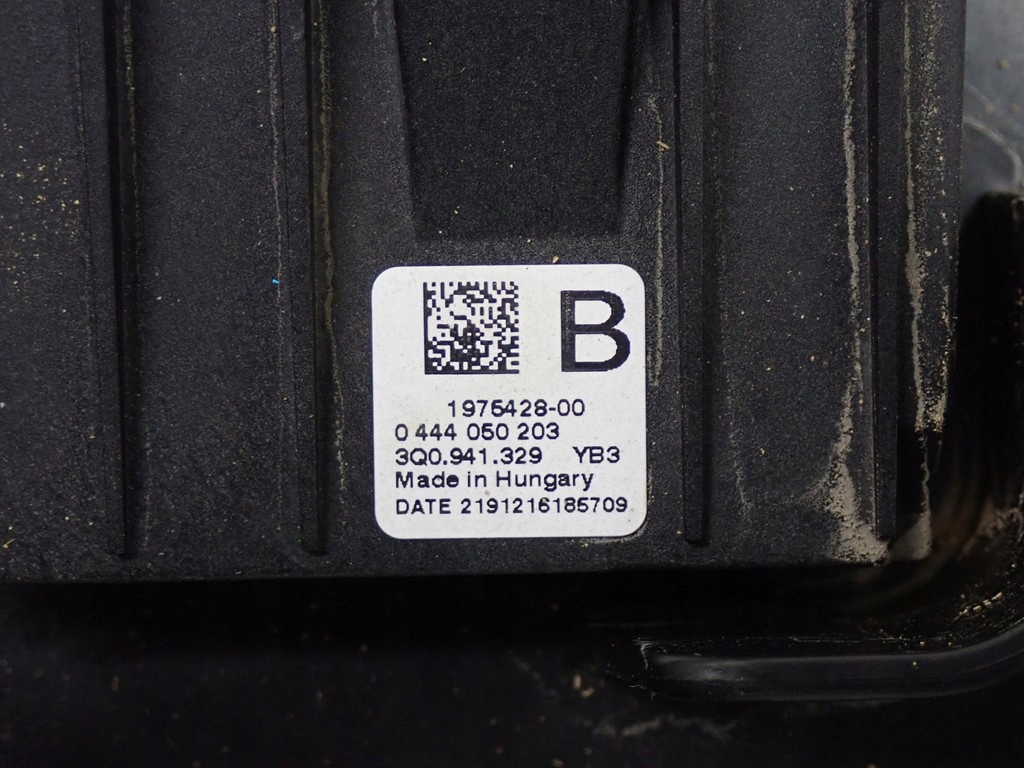 B
1975428-00
0 444 050 203
3Q0.941.329 YB3
Made in Hungary
DATE 2191216185709